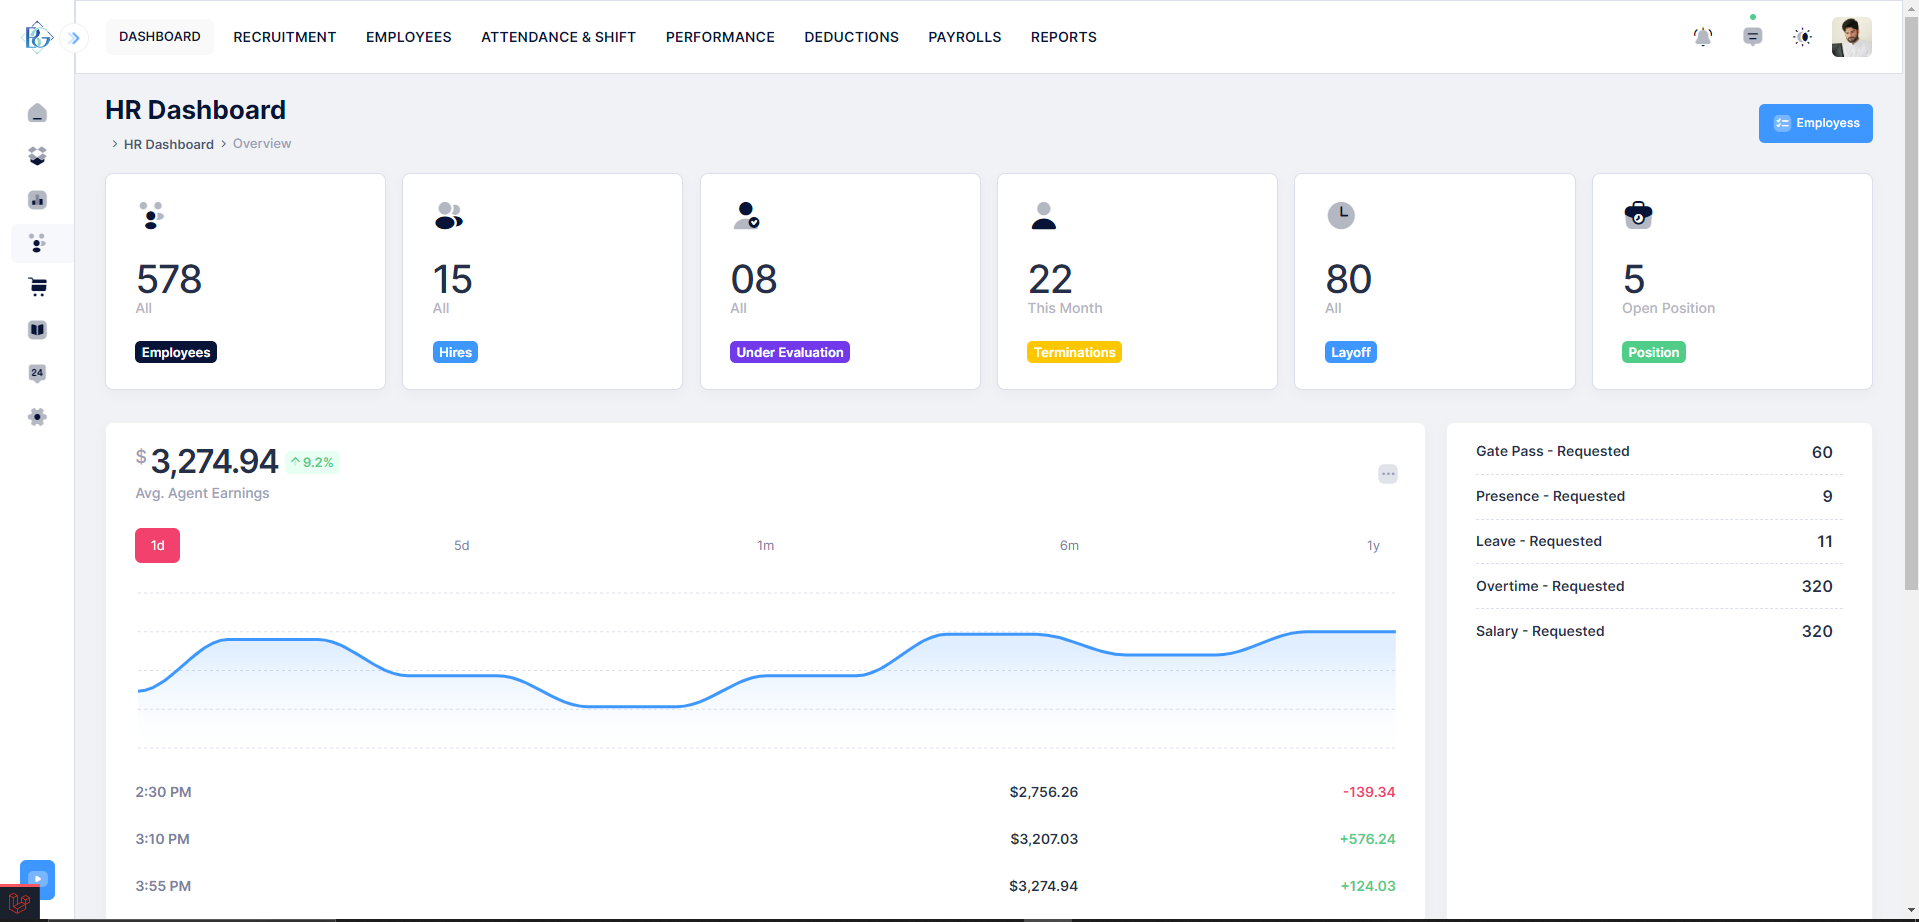 BG
DASHBOARD RECRUITMENT EMPLOYEES ATTENDANCE & SHIFT PERFORMANCE DEDUCTIONS PAYROLLS REPORTS
HR Dashboard
HR Dashboard Overview
Employess
578
All
Employees
15
All
Hires
08
All
Under Evaluation
22
This Month
Terminations
80
All
Layoff
5
Open Position
Position
24
$ 3,274.94 9.2%
Avg. Agent Earnings
1d 5d 1m 6m 1y
2:30 PM $2,756.26 -139.34
3:10 PM $3,207.03 +576.24
3:55 PM $3,274.94 +124.03
Gate Pass - Requested 60
Presence - Requested 9
Leave - Requested 11
Overtime - Requested 320
Salary - Requested 320